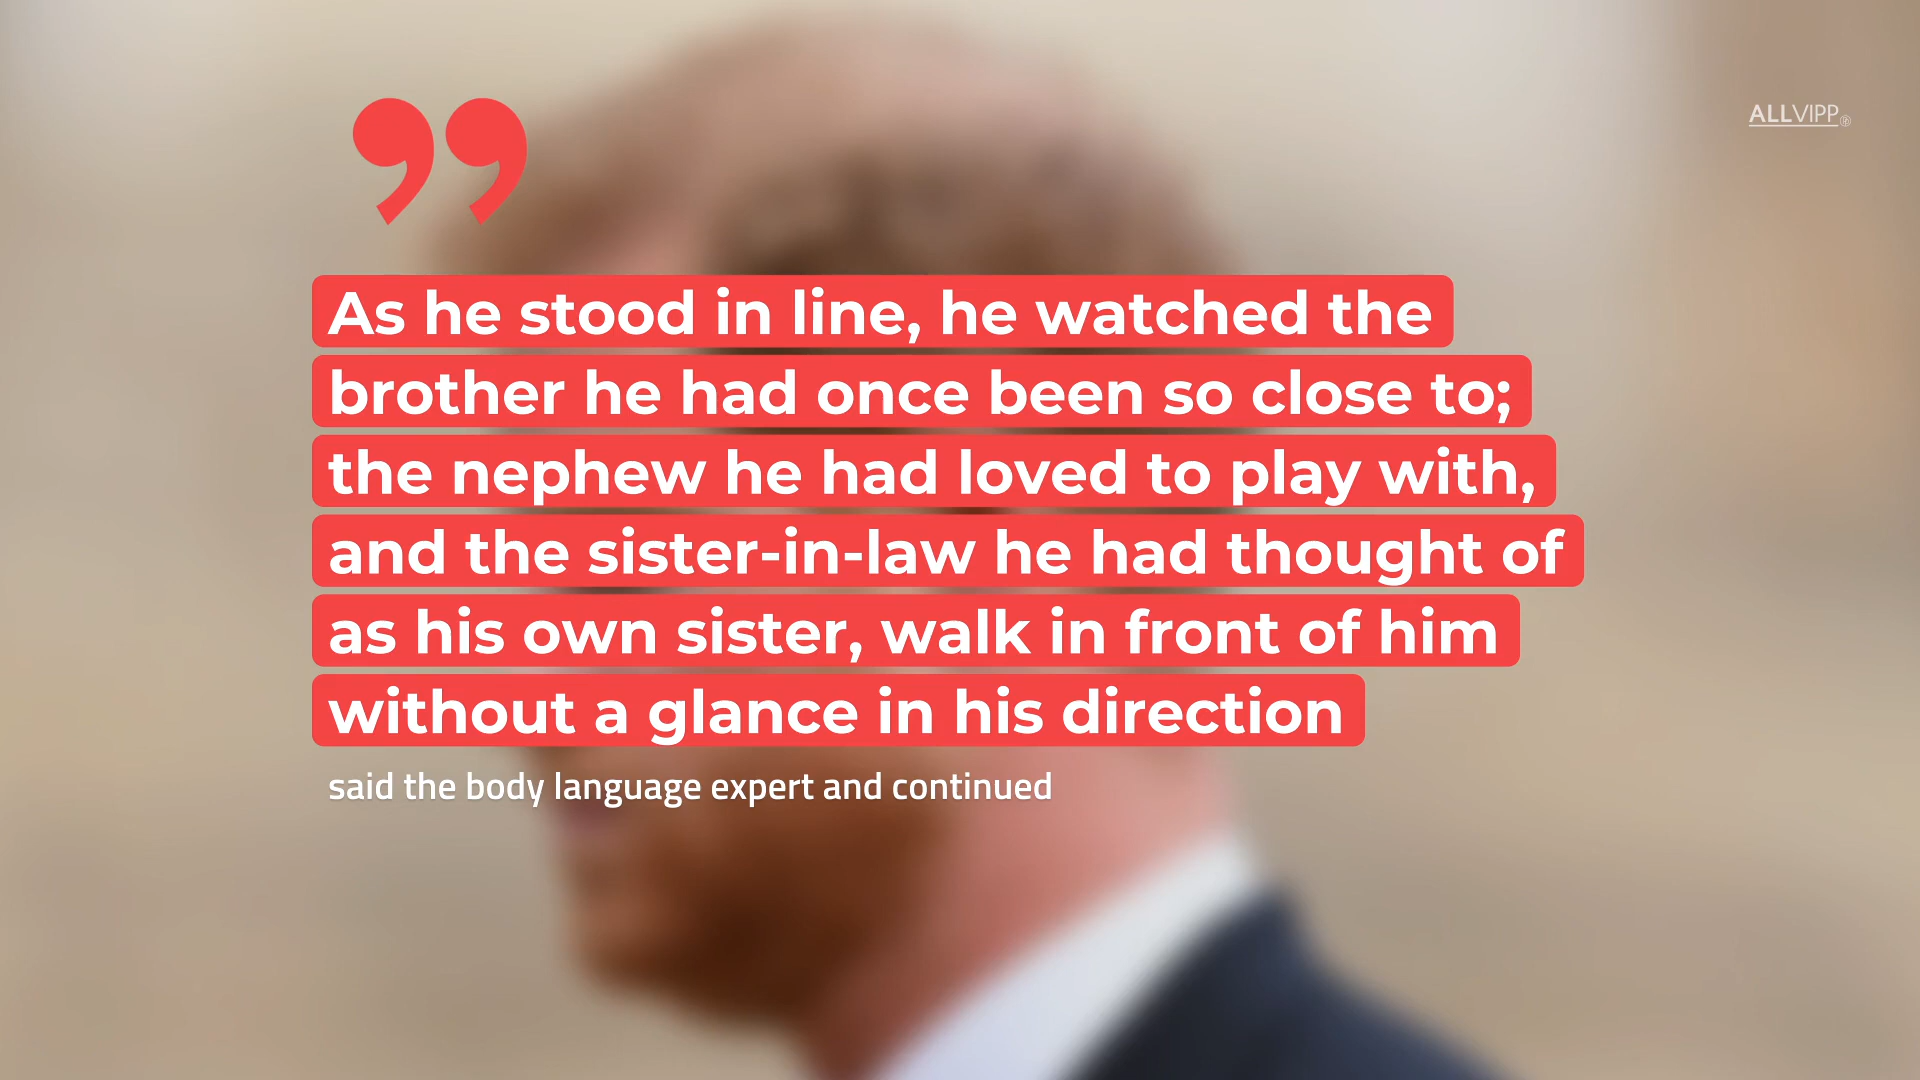 ALLVIPP
As he stood in line, he watched the
brother he had once been so close to;
the nephew he had loved to play with,
and the sister-in-law he had thought of
as his own sister, walk in front of him
without a glance in his direction
said the body language expert and continued